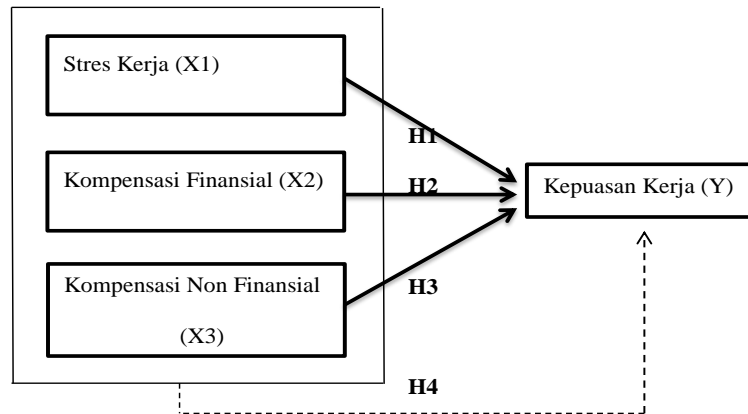 Stres Kerja (X1)
H1
Kompensasi Finansial (X2)
H2
Kepuasan Kerja (Y)
Kompensasi Non Finansial
(X3)
H3
H4